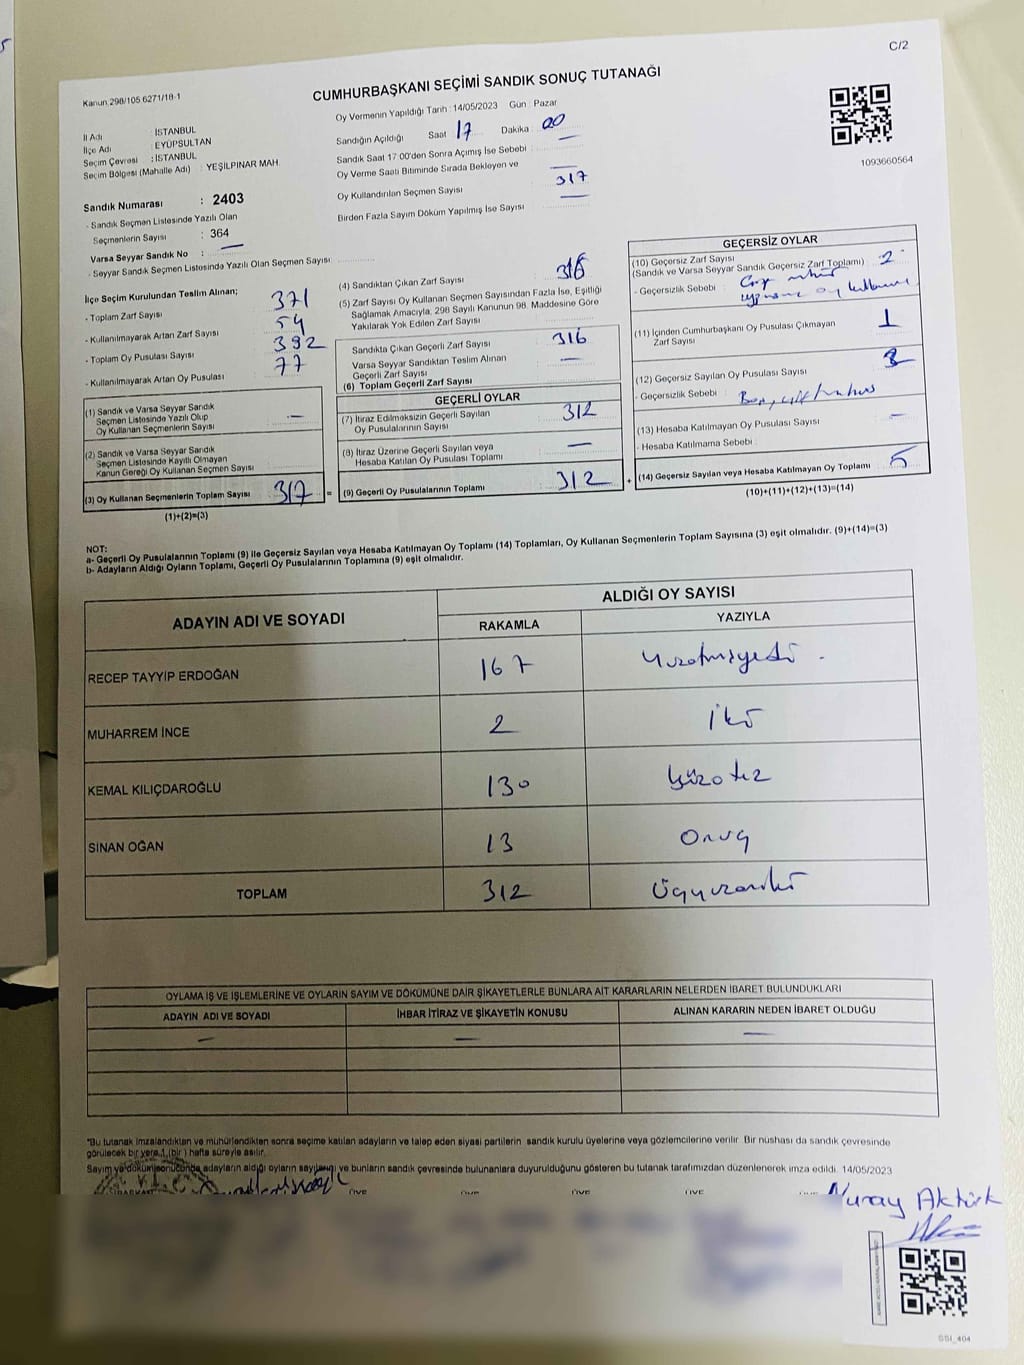 C/2
Kanun 298/105 6271/18-1
CUMHURBAŞKANI SEÇİMİ SANDIK SONUÇ TUTANAĞI
1093660564
İl Adı : İSTANBUL
İlçe Adı : EYÜPSULTAN
Seçim Çevresi : İSTANBUL
Seçim Bölgesi (Mahalle Adı) : YEŞİLPINAR MAH.
Sandık Numarası : 2403
- Sandık Seçmen Listesinde Yazılı Olan
Seçmenlerin Sayısı : 364
Varsa Seyyar Sandık No : —
- Seyyar Sandık Seçmen Listesinde Yazılı Olan Seçmen Sayısı
Oy Vermenin Yapıldığı Tarih : 14/05/2023 Gün : Pazar
Sandığın Açıldığı Saat 17 Dakika : 00
Sandık Saat 17:00'den Sonra Açımış İse Sebebi : —
Oy Verme Saati Bitiminde Sırada Bekleyen ve —
Oy Kullandırılan Seçmen Sayısı 317
Birden Fazla Sayım Döküm Yapılmış İse Sayısı —
İlçe Seçim Kurulundan Teslim Alınan;
- Toplam Zarf Sayısı 371
- Kullanılmayarak Artan Zarf Sayısı 54
- Toplam Oy Pusulası Sayısı 392
- Kullanılmayarak Artan Oy Pusulası 77
(1) Sandık ve Varsa Seyyar Sandık
Seçmen Listesinde Yazılı Olup
Oy Kullanan Seçmenlerin Sayısı —
(2) Sandık ve Varsa Seyyar Sandık
Seçmen Listesinde Kayıtlı Olmayan
Kanun Gereği Oy Kullanan Seçmen Sayısı
(3) Oy Kullanan Seçmenlerin Toplam Sayısı 317 =
(1)+(2)=(3)
(4) Sandıktan Çıkan Zarf Sayısı 316
(5) Zarf Sayısı Oy Kullanan Seçmen Sayısından Fazla İse, Eşitliği
Sağlamak Amacıyla, 298 Sayılı Kanunun 98. Maddesine Göre
Yakılarak Yok Edilen Zarf Sayısı
Sandıkta Çıkan Geçerli Zarf Sayısı 316
Varsa Seyyar Sandıktan Teslim Alınan
Geçerli Zarf Sayısı —
(6) Toplam Geçerli Zarf Sayısı
GEÇERLİ OYLAR
(7) İtiraz Edilmeksizin Geçerli Sayılan
Oy Pusulalarının Sayısı 312
(8) İtiraz Üzerine Geçerli Sayılan veya
Hesaba Katılan Oy Pusulası Toplamı —
(9) Geçerli Oy Pusulalarının Toplamı 312 +
GEÇERSİZ OYLAR
(10) Geçersiz Zarf Sayısı
(Sandık ve Varsa Seyyar Sandık Geçersiz Zarf Toplamı) 2
- Geçersizlik Sebebi : oy kullanma
(11) İçinden Cumhurbaşkanı Oy Pusulası Çıkmayan
Zarf Sayısı 1
(12) Geçersiz Sayılan Oy Pusulası Sayısı
- Geçersizlik Sebebi :
(13) Hesaba Katılmayan Oy Pusulası Sayısı —
- Hesaba Katılmama Sebebi
(14) Geçersiz Sayılan veya Hesaba Katılmayan Oy Toplamı 5
(10)+(11)+(12)+(13)=(14)
NOT:
a- Geçerli Oy Pusulalarının Toplamı (9) ile Geçersiz Sayılan veya Hesaba Katılmayan Oy Toplamı (14) Toplamları, Oy Kullanan Seçmenlerin Toplam Sayısına (3) eşit olmalıdır. (9)+(14)=(3)
b- Adayların Aldığı Oyların Toplamı, Geçerli Oy Pusulalarının Toplamına (9) eşit olmalıdır.
ADAYIN ADI VE SOYADI ALDIĞI OY SAYISI
RAKAMLA YAZIYLA
RECEP TAYYİP ERDOĞAN 167 Yüzatmışyedi
MUHARREM İNCE 2 İki
KEMAL KILIÇDAROĞLU 130 yüzotuz
SİNAN OĞAN 13 Onüç
TOPLAM 312 Üçyüzoniki
OYLAMA İŞ VE İŞLEMLERİNE VE OYLARIN SAYIM VE DÖKÜMÜNE DAİR ŞİKAYETLERLE BUNLARA AİT KARARLARIN NELERDEN İBARET BULUNDUKLARI
ADAYIN ADI VE SOYADI İHBAR İTİRAZ VE ŞİKAYETİN KONUSU ALINAN KARARIN NEDEN İBARET OLDUĞU
— — —
"Bu tutanak imzalandıktan ve mühürlendikten sonra seçime katılan adayların ve talep eden siyasi partilerin sandık kurulu üyelerine veya gözlemcilerine verilir. Bir nüshası da sandık çevresinde
görülecek bir yere 1 (bir) hafta süreyle asılır.
Sayım ve dökümü sonucunda adayların aldığı oyların sayıları ve bunların sandık çevresinde bulunanlara duyurulduğunu gösteren bu tutanak tarafımızdan düzenlenerek imza edildi. 14/05/2023
ÜYE ÜYE ÜYE ÜYE
Nuray Aktürk
SSI_404